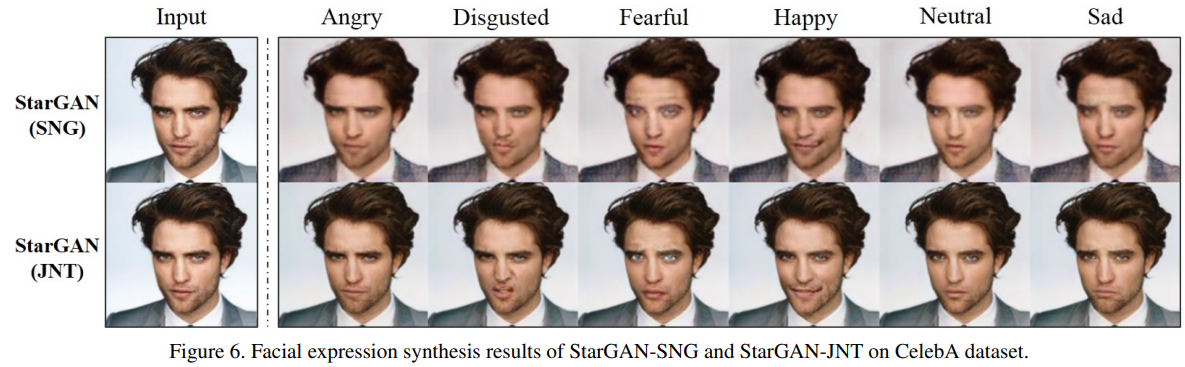 Input Angry Disgusted Fearful Happy Neutral Sad
StarGAN
(SNG)
StarGAN
(JNT)
Figure 6. Facial expression synthesis results of StarGAN-SNG and StarGAN-JNT on CelebA dataset.